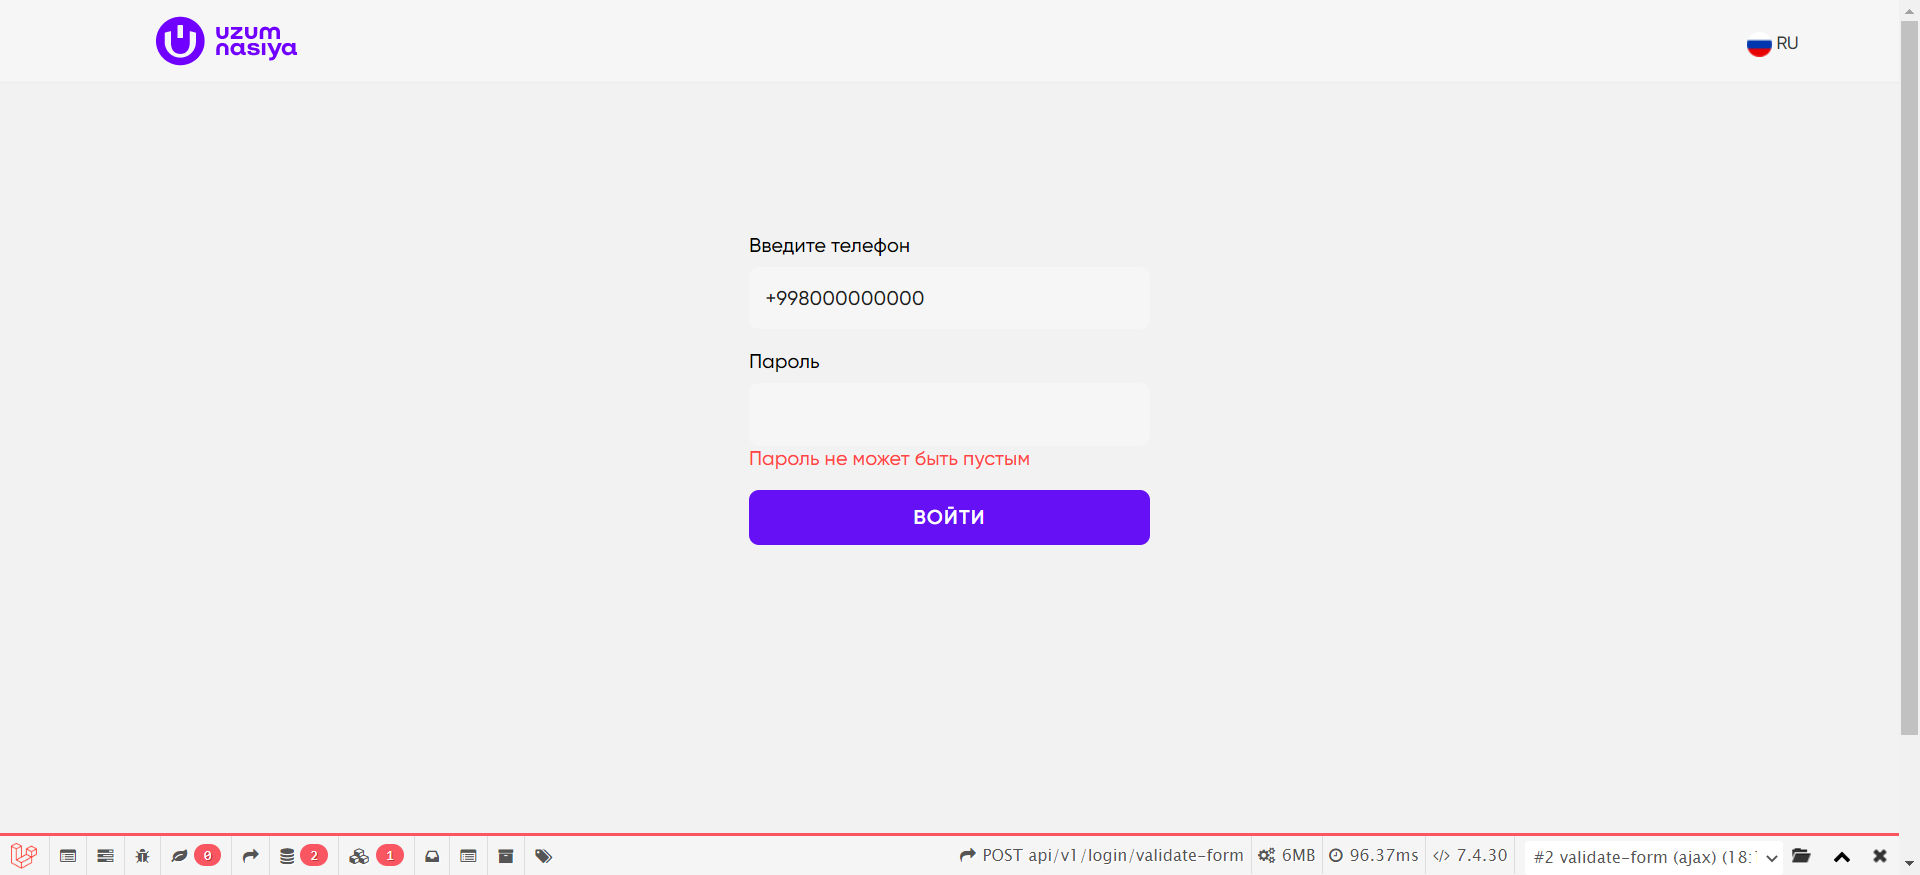 uzum
nasiya
RU
Введите телефон
+998000000000
Пароль
Пароль не может быть пустым
ВОЙТИ
0
2
1
POST api/v1/login/validate-form
6MB
96.37ms
7.4.30
#2 validate-form (ajax) (18: